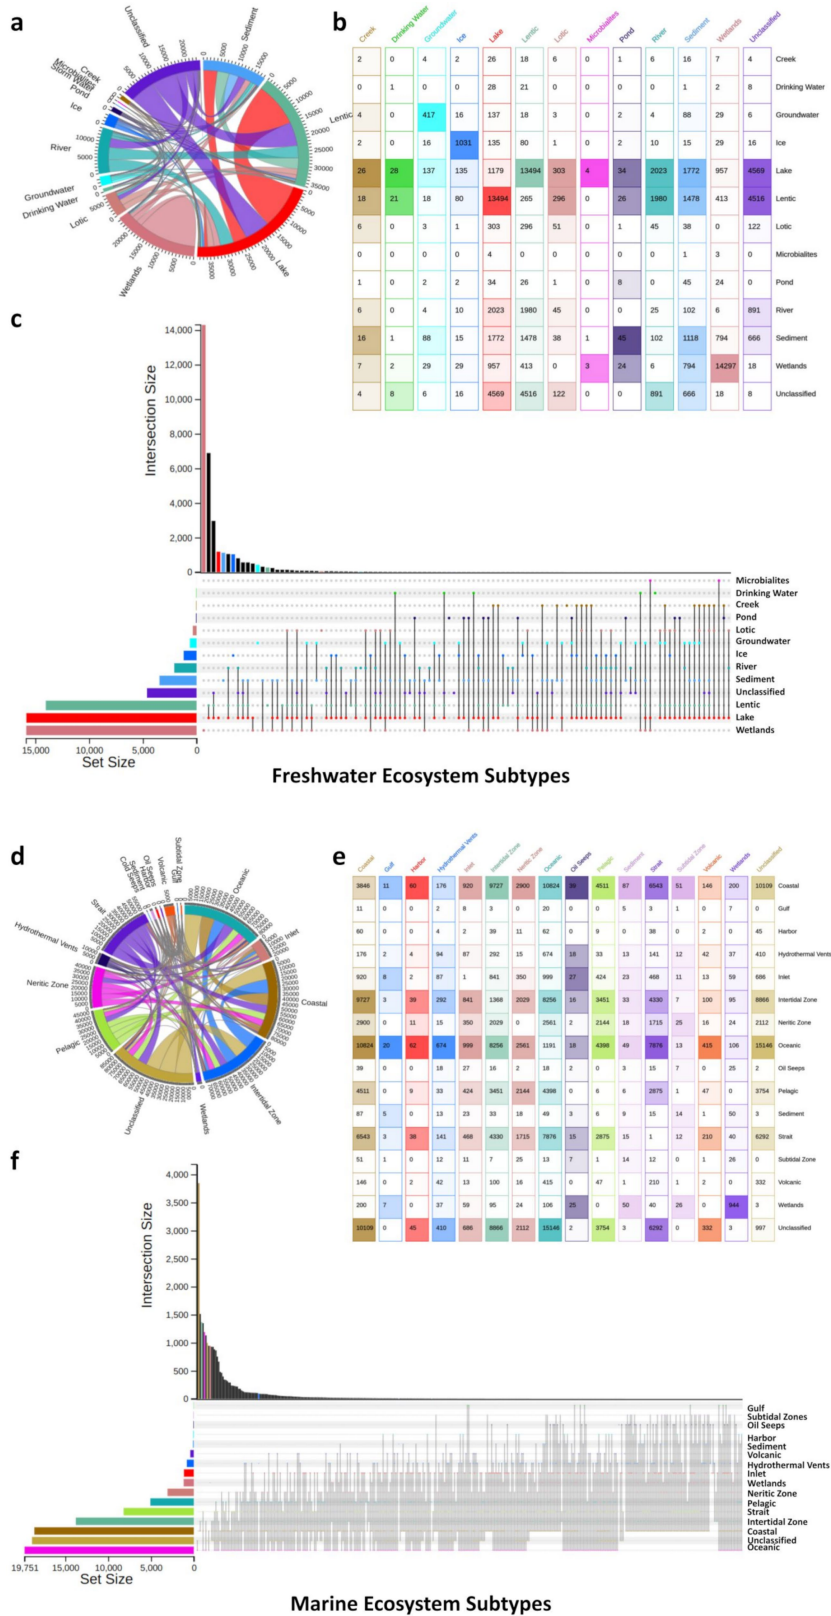 a
Unclassified
Sediment
Lentic
Lake
Wetlands
Lotic
Drinking Water
Groundwater
River
Ice
Pond
Storm Water
Microbialites
Creek
b
Creek Drinking Water Groundwater Ice Lake Lentic Lotic Microbialites Pond River Sediment Wetlands Unclassified
2 0 4 2 26 18 6 0 1 6 16 7 4 Creek
0 1 0 0 28 21 0 0 0 0 1 2 8 Drinking Water
4 0 417 16 137 18 3 0 2 4 88 29 6 Groundwater
2 0 16 1031 135 80 1 0 2 10 15 29 16 Ice
26 28 137 135 1179 13494 303 4 34 2023 1772 957 4569 Lake
18 21 18 80 13494 265 296 0 26 1980 1478 413 4516 Lentic
6 0 3 1 303 296 51 0 1 45 38 0 122 Lotic
0 0 0 0 4 0 0 0 0 0 1 3 0 Microbialites
1 0 2 2 34 26 1 0 8 0 45 24 0 Pond
6 0 4 10 2023 1980 45 0 0 25 102 6 891 River
16 1 88 15 1772 1478 38 1 45 102 1118 794 666 Sediment
7 2 29 29 957 413 0 3 24 6 794 14297 18 Wetlands
4 8 6 16 4569 4516 122 0 0 891 666 18 8 Unclassified
c
Intersection Size
14,000
12,000
10,000
8,000
6,000
4,000
2,000
0
Microbialites
Drinking Water
Creek
Pond
Lotic
Groundwater
Ice
River
Sediment
Unclassified
Lentic
Lake
Wetlands
15,000 10,000 5,000 0
Set Size
Freshwater Ecosystem Subtypes
d
Oceanic
Inlet
Coastal
Intertidal Zone
Wetlands
Unclassified
Pelagic
Neritic Zone
Hydrothermal Vents
Strait
Cold Seeps
Sediment
Harbor
Oil Seeps
Volcanic
Gulf
Subtidal Zone
e
Coastal Gulf Harbor Hydrothermal Vents Inlet Intertidal Zone Neritic Zone Oceanic Oil Seeps Pelagic Sediment Strait Subtidal Zone Volcanic Wetlands Unclassified
3846 11 60 176 920 9727 2900 10824 39 4511 87 6543 51 146 200 10109 Coastal
11 0 0 2 8 3 0 20 0 0 5 3 1 0 7 0 Gulf
60 0 0 4 2 39 11 62 0 9 0 38 0 2 0 45 Harbor
176 2 4 94 87 292 15 674 18 33 13 141 12 42 37 410 Hydrothermal Vents
920 8 2 87 1 841 350 999 27 424 23 468 11 13 59 686 Inlet
9727 3 39 292 841 1368 2029 8256 16 3451 33 4330 7 100 95 8866 Intertidal Zone
2900 0 11 15 350 2029 0 2561 2 2144 18 1715 25 16 24 2112 Neritic Zone
10824 20 62 674 999 8256 2561 1191 18 4398 49 7876 13 415 106 15146 Oceanic
39 0 0 18 27 16 2 18 0 0 3 15 7 0 25 2 Oil Seeps
4511 0 9 33 424 3451 2144 4398 0 6 6 2875 1 47 0 3754 Pelagic
87 5 0 13 23 33 18 49 3 6 9 15 14 1 50 3 Sediment
6543 3 38 141 468 4330 1715 7876 15 2875 15 1 12 210 40 6292 Strait
51 1 0 12 11 7 25 13 7 1 14 12 0 1 26 0 Subtidal Zone
146 0 2 42 13 100 16 415 0 47 1 210 1 2 0 332 Volcanic
200 7 0 37 59 95 24 106 25 0 50 40 26 0 944 3 Wetlands
10109 0 45 410 686 8866 2112 15146 2 3754 3 6292 0 332 3 997 Unclassified
f
Intersection Size
4,000
3,500
3,000
2,500
2,000
1,500
1,000
500
0
Gulf
Subtidal Zones
Oil Seeps
Harbor
Sediment
Volcanic
Hydrothermal Vents
Inlet
Wetlands
Neritic Zone
Pelagic
Strait
Intertidal Zone
Coastal
Unclassified
Oceanic
19,751 15,000 10,000 5,000 0
Set Size
Marine Ecosystem Subtypes